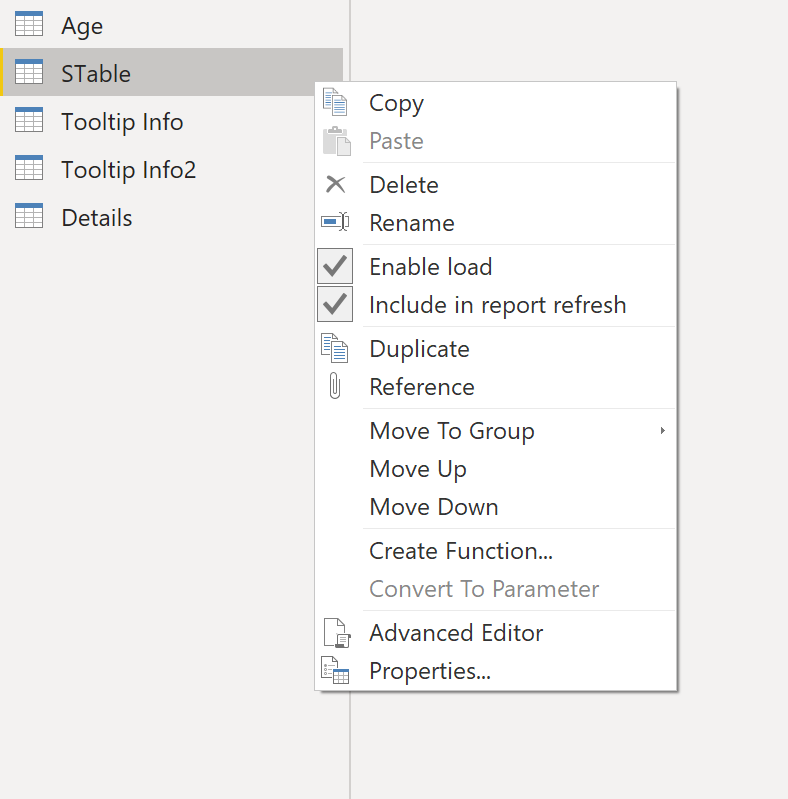 Age
STable
Tooltip Info
Tooltip Info2
Details
Copy
Paste
Delete
Rename
Enable load
Include in report refresh
Duplicate
Reference
Move To Group
Move Up
Move Down
Create Function...
Convert To Parameter
Advanced Editor
Properties...